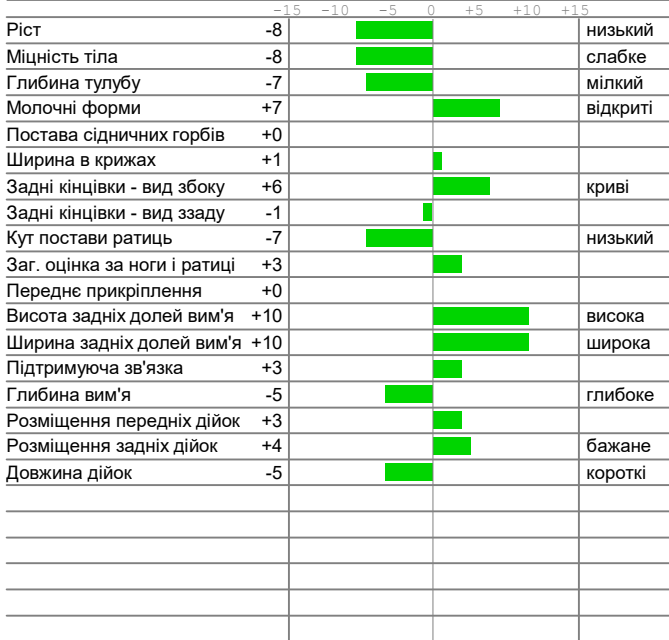 -15 -10 -5 0 +5 +10 +15
Ріст -8 низький
Міцність тіла -8 слабке
Глибина тулубу -7 мілкий
Молочні форми +7 відкриті
Постава сідничних горбів +0
Ширина в крижах +1
Задні кінцівки - вид збоку +6 криві
Задні кінцівки - вид ззаду -1
Кут постави ратиць -7 низький
Заг. оцінка за ноги і ратиці +3
Переднє прикріплення +0
Висота задніх долей вим'я +10 висока
Ширина задніх долей вим'я +10 широка
Підтримуюча зв'язка +3
Глибина вим'я -5 глибоке
Розміщення передніх дійок +3
Розміщення задніх дійок +4 бажане
Довжина дійок -5 короткі